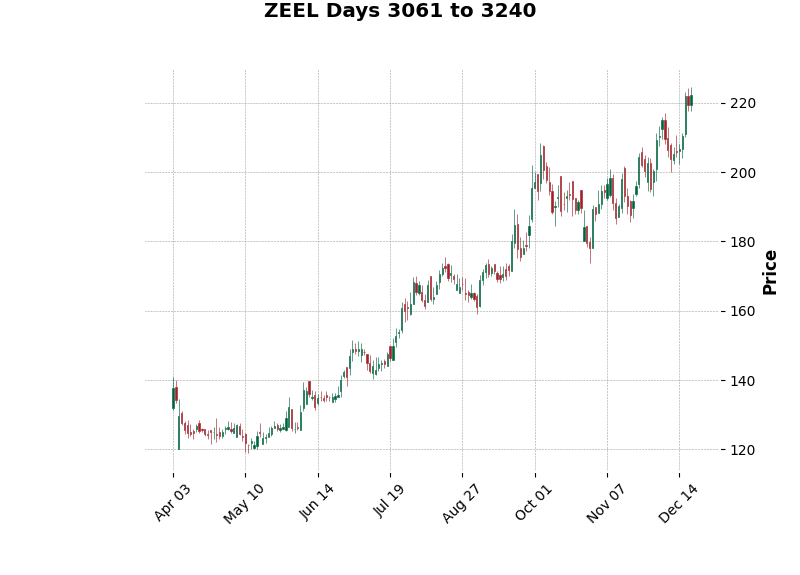 ZEEL Days 3061 to 3240
220
200
180
160
140
120
Price
Apr 03
May 10
Jun 14
Jul 19
Aug 27
Oct 01
Nov 07
Dec 14